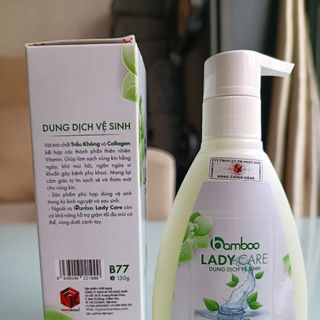 DUNG DỊCH VỆ SINH
Với tinh chất Trầu Không và Collagen
kết hợp các thành phần thiên nhiên
Vitamin. Giúp làm sạch vùng kín hằng
ngày, khử mùi hôi, ngăn ngừa vi
khuẩn gây bệnh phụ khoa. Mang lại
cảm giác tự tin sạch sẽ và thơm mát
cho vùng kín.
- Sản phẩm phù hợp dùng vệ sinh
trong kỳ kinh nguyệt và sau sinh.
- Ngoài ra Bamboo Lady Care còn
có khả năng hỗ trợ giảm tối đa mùi cơ
thể, vùng dưới cánh tay.
B77
150g
HÀNG CHÍNH HÃNG
bamboo
LADY CARE
DUNG DỊCH VỆ SINH